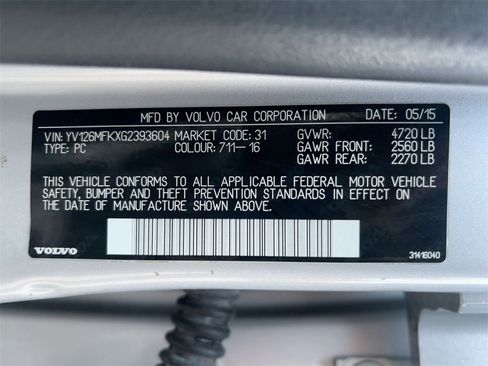 MFD BY VOLVO CAR CORPORATION DATE: 05/15
VIN: YV126MFKXG2393604 MARKET CODE: 31 GVWR: 4720 LB
TYPE: PC COLOUR: 711-16 GAWR FRONT: 2560 LB
GAWR REAR: 2270 LB
THIS VEHICLE CONFORMS TO ALL APPLICABLE FEDERAL MOTOR VEHICLE
SAFETY, BUMPER AND THEFT PREVENTION STANDARDS IN EFFECT ON
THE DATE OF MANUFACTURE SHOWN ABOVE.
VOLVO 31416040